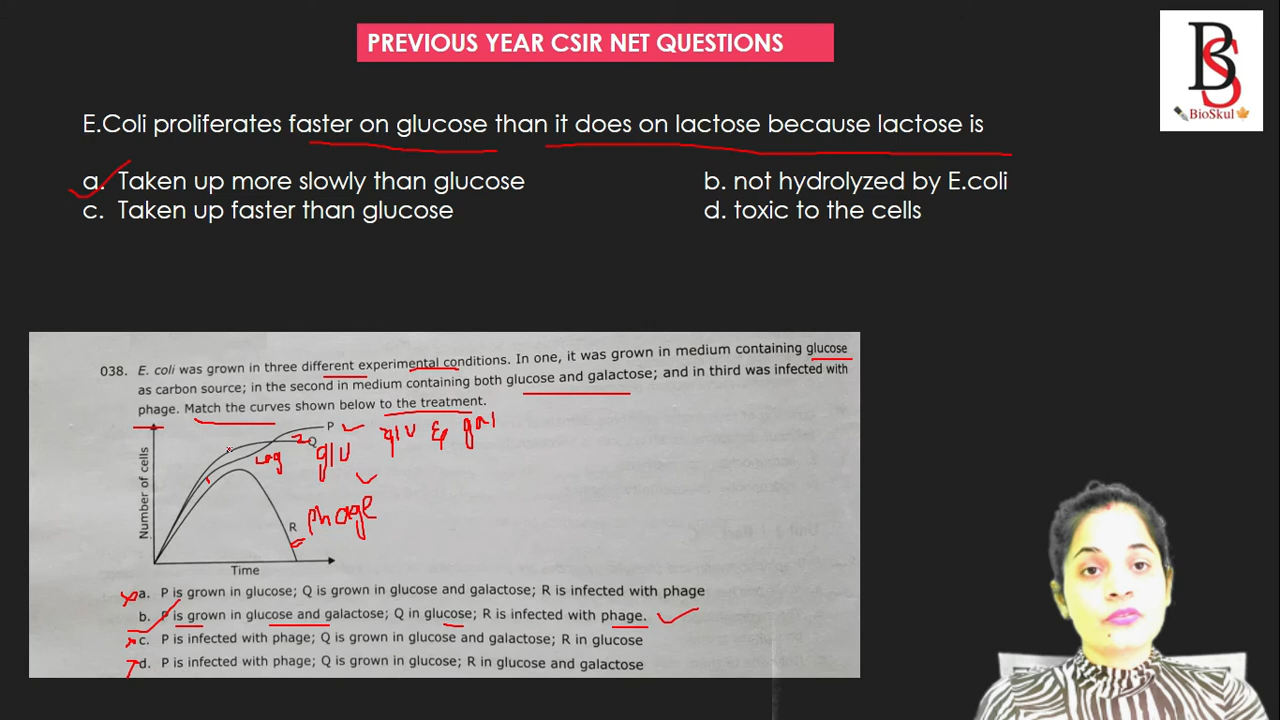 PREVIOUS YEAR CSIR NET QUESTIONS
BS
BioSkul
E.Coli proliferates faster on glucose than it does on lactose because lactose is
a. Taken up more slowly than glucose
b. not hydrolyzed by E.coli
c. Taken up faster than glucose
d. toxic to the cells
038. E. coli was grown in three different experimental conditions. In one, it was grown in medium containing glucose
as carbon source; in the second in medium containing both glucose and galactose; and in third was infected with
phage. Match the curves shown below to the treatment.
P
glu & gal
Q
glu
Lag
Number of cells
R
Phage
Time
a. P is grown in glucose; Q is grown in glucose and galactose; R is infected with phage
b. P is grown in glucose and galactose; Q in glucose; R is infected with phage.
c. P is infected with phage; Q is grown in glucose and galactose; R in glucose
d. P is infected with phage; Q is grown in glucose; R in glucose and galactose